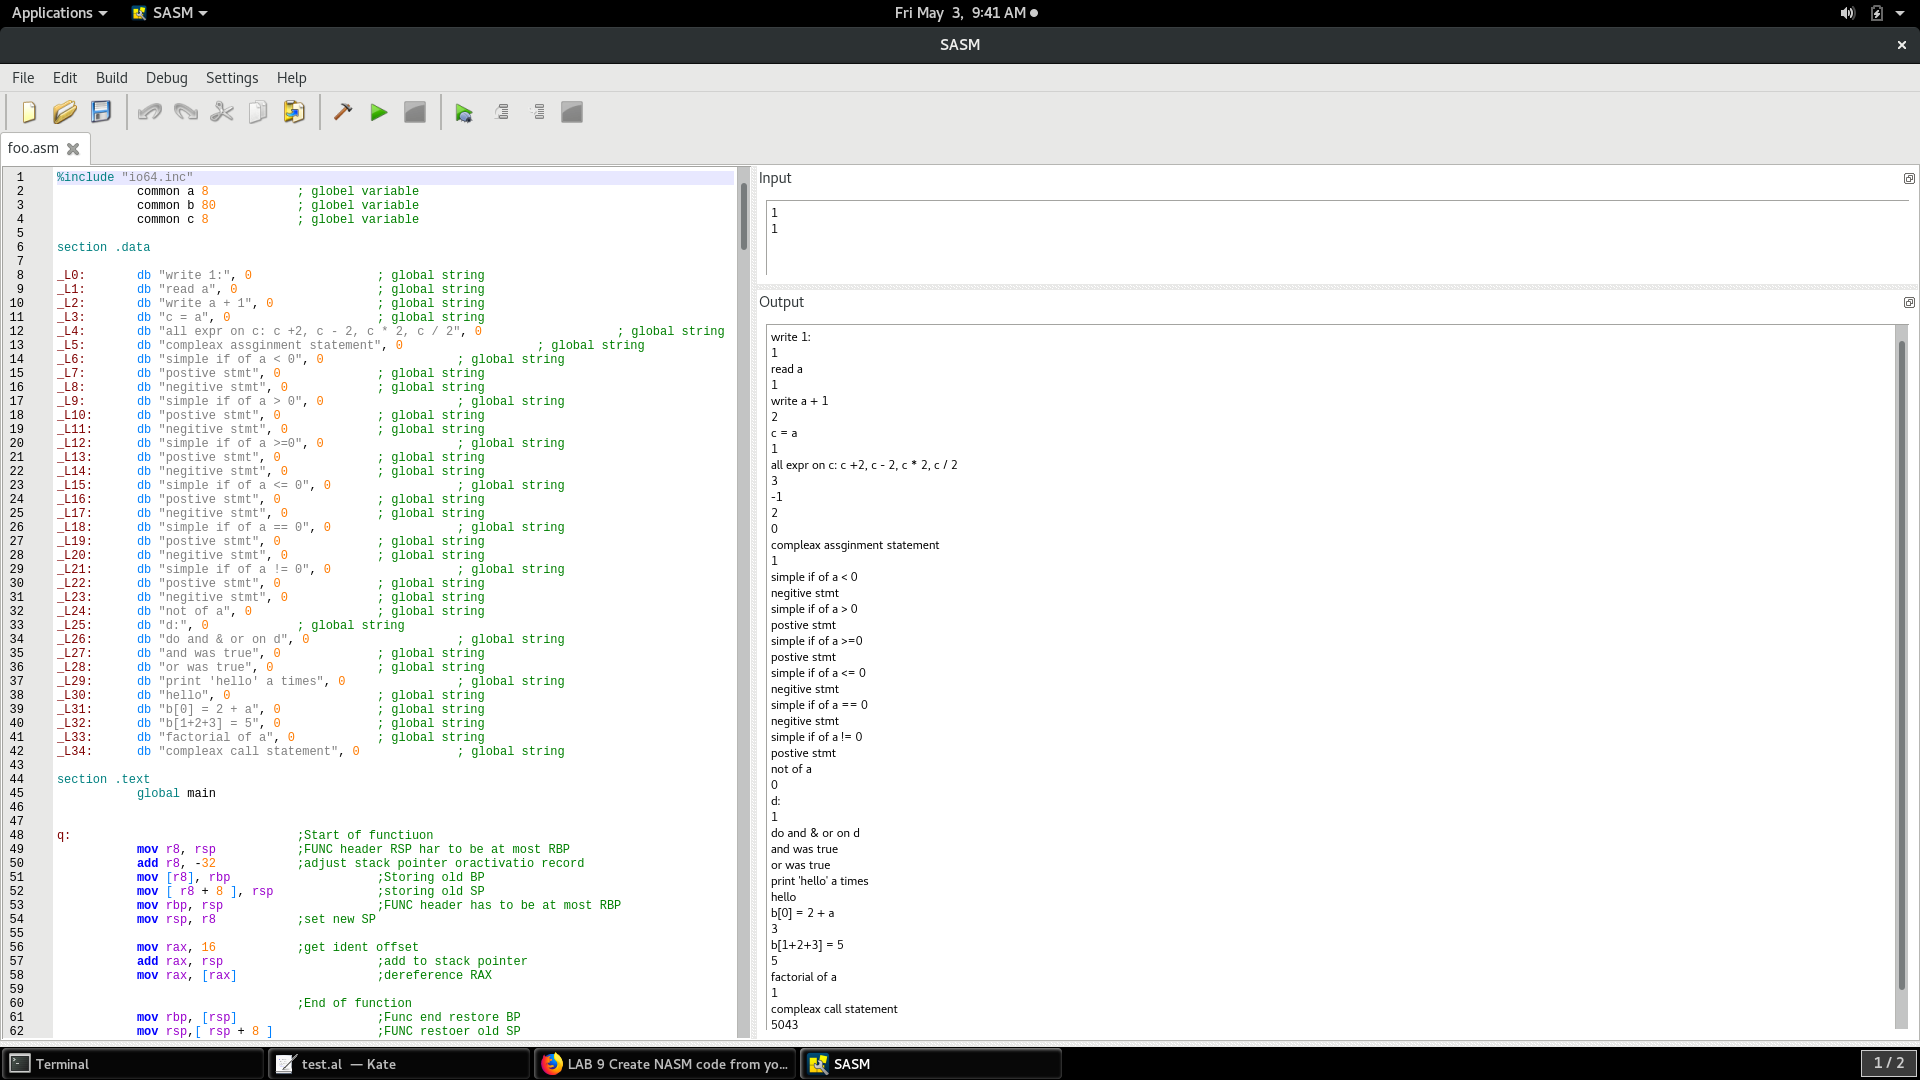 Applications
SASM
Fri May 3, 9:41 AM
SASM
File Edit Build Debug Settings Help
foo.asm
1 %include "io64.inc"
2 common a 8 ; globel variable
3 common b 80 ; globel variable
4 common c 8 ; globel variable
5
6 section .data
7
8 _L0: db "write 1:", 0 ; global string
9 _L1: db "read a", 0 ; global string
10 _L2: db "write a + 1", 0 ; global string
11 _L3: db "c = a", 0 ; global string
12 _L4: db "all expr on c: c +2, c - 2, c * 2, c / 2", 0 ; global string
13 _L5: db "compleax assginment statement", 0 ; global string
14 _L6: db "simple if of a < 0", 0 ; global string
15 _L7: db "postive stmt", 0 ; global string
16 _L8: db "negitive stmt", 0 ; global string
17 _L9: db "simple if of a > 0", 0 ; global string
18 _L10: db "postive stmt", 0 ; global string
19 _L11: db "negitive stmt", 0 ; global string
20 _L12: db "simple if of a >=0", 0 ; global string
21 _L13: db "postive stmt", 0 ; global string
22 _L14: db "negitive stmt", 0 ; global string
23 _L15: db "simple if of a <= 0", 0 ; global string
24 _L16: db "postive stmt", 0 ; global string
25 _L17: db "negitive stmt", 0 ; global string
26 _L18: db "simple if of a == 0", 0 ; global string
27 _L19: db "postive stmt", 0 ; global string
28 _L20: db "negitive stmt", 0 ; global string
29 _L21: db "simple if of a != 0", 0 ; global string
30 _L22: db "postive stmt", 0 ; global string
31 _L23: db "negitive stmt", 0 ; global string
32 _L24: db "not of a", 0 ; global string
33 _L25: db "d:", 0 ; global string
34 _L26: db "do and & or on d", 0 ; global string
35 _L27: db "and was true", 0 ; global string
36 _L28: db "or was true", 0 ; global string
37 _L29: db "print 'hello' a times", 0 ; global string
38 _L30: db "hello", 0 ; global string
39 _L31: db "b[0] = 2 + a", 0 ; global string
40 _L32: db "b[1+2+3] = 5", 0 ; global string
41 _L33: db "factorial of a", 0 ; global string
42 _L34: db "compleax call statement", 0 ; global string
43
44 section .text
45 global main
46
47
48 q: ;Start of functiuon
49 mov r8, rsp ;FUNC header RSP har to be at most RBP
50 add r8, -32 ;adjust stack pointer oractivatio record
51 mov [r8], rbp ;Storing old BP
52 mov [ r8 + 8 ], rsp ;storing old SP
53 mov rbp, rsp ;FUNC header has to be at most RBP
54 mov rsp, r8 ;set new SP
55
56 mov rax, 16 ;get ident offset
57 add rax, rsp ;add to stack pointer
58 mov rax, [rax] ;dereference RAX
59
60 ;End of function
61 mov rbp, [rsp] ;Func end restore BP
62 mov rsp,[ rsp + 8 ] ;FUNC restoer old SP
Input
1
1
Output
write 1:
1
read a
1
write a + 1
2
c = a
1
all expr on c: c +2, c - 2, c * 2, c / 2
3
-1
2
0
compleax assginment statement
1
simple if of a < 0
negitive stmt
simple if of a > 0
postive stmt
simple if of a >=0
postive stmt
simple if of a <= 0
negitive stmt
simple if of a == 0
negitive stmt
simple if of a != 0
postive stmt
not of a
0
d:
1
do and & or on d
and was true
or was true
print 'hello' a times
hello
b[0] = 2 + a
3
b[1+2+3] = 5
5
factorial of a
1
compleax call statement
5043
Terminal
test.al — Kate
LAB 9 Create NASM code from yo...
SASM
1 / 2